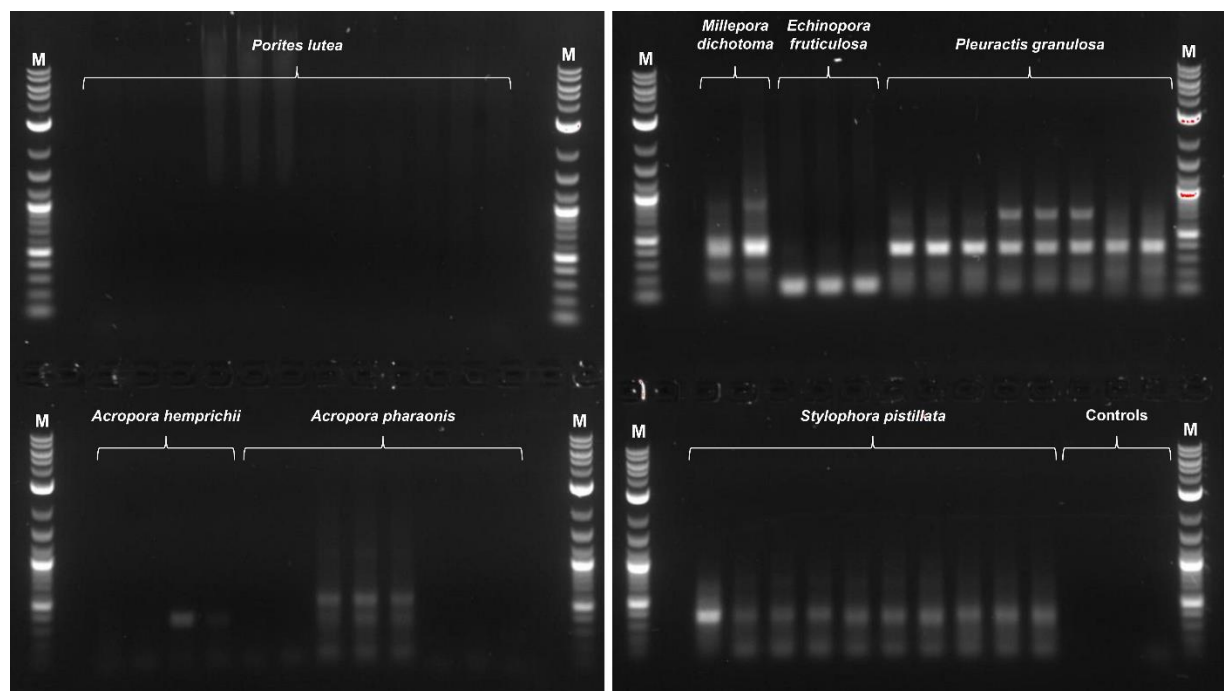 Porites lutea
M
M
Millepora
dichotoma
Echinopora
fruticulosa
Pleuractis granulosa
M
M
Acropora hemprichii
Acropora pharaonis
M
M
Stylophora pistillata
Controls
M
M